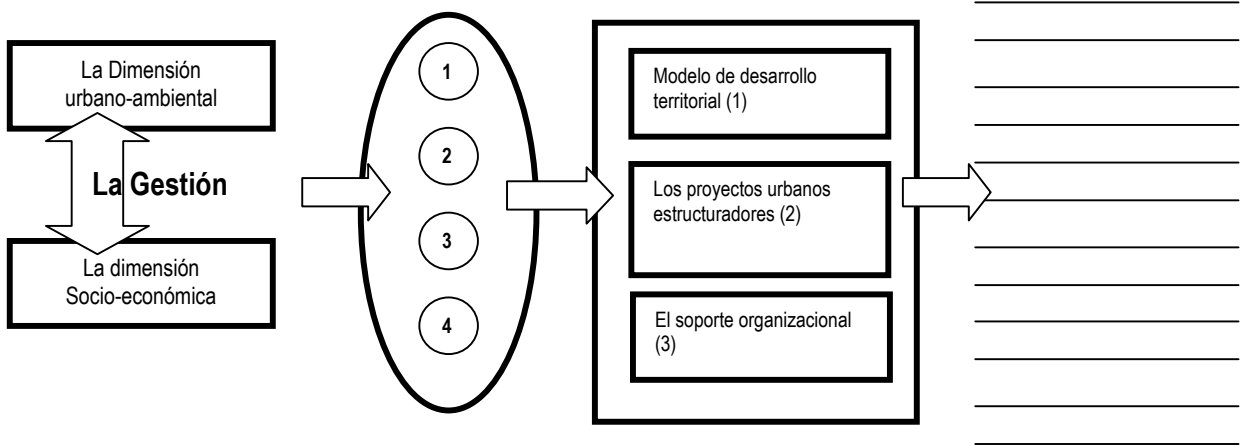 La Dimensión
urbano-ambiental
La Gestión
La dimensión
Socio-económica
1
2
3
4
Modelo de desarrollo
territorial (1)
Los proyectos urbanos
estructuradores (2)
El soporte organizacional
(3)